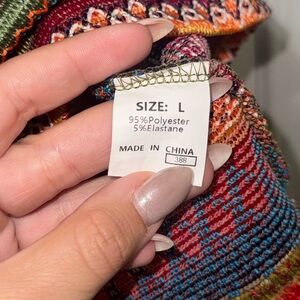 SIZE: L
95%Polyester
5%Elastane
MADE IN CHINA
388